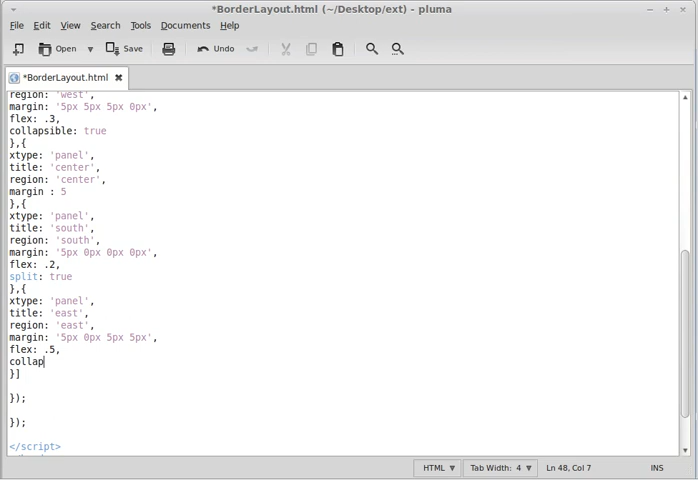 *BorderLayout.html (~/Desktop/ext) - pluma
File Edit View Search Tools Documents Help
Open Save Undo
*BorderLayout.html
region: 'west',
margin: '5px 5px 5px 0px',
flex: .3,
collapsible: true
},{
xtype: 'panel',
title: 'center',
region: 'center',
margin : 5
},{
xtype: 'panel',
title: 'south',
region: 'south',
margin: '5px 0px 0px 0px',
flex: .2,
split: true
},{
xtype: 'panel',
title: 'east',
region: 'east',
margin: '5px 0px 5px 5px',
flex: .5,
collap
}]
});
});
</script>
HTML Tab Width: 4 Ln 48, Col 7 INS